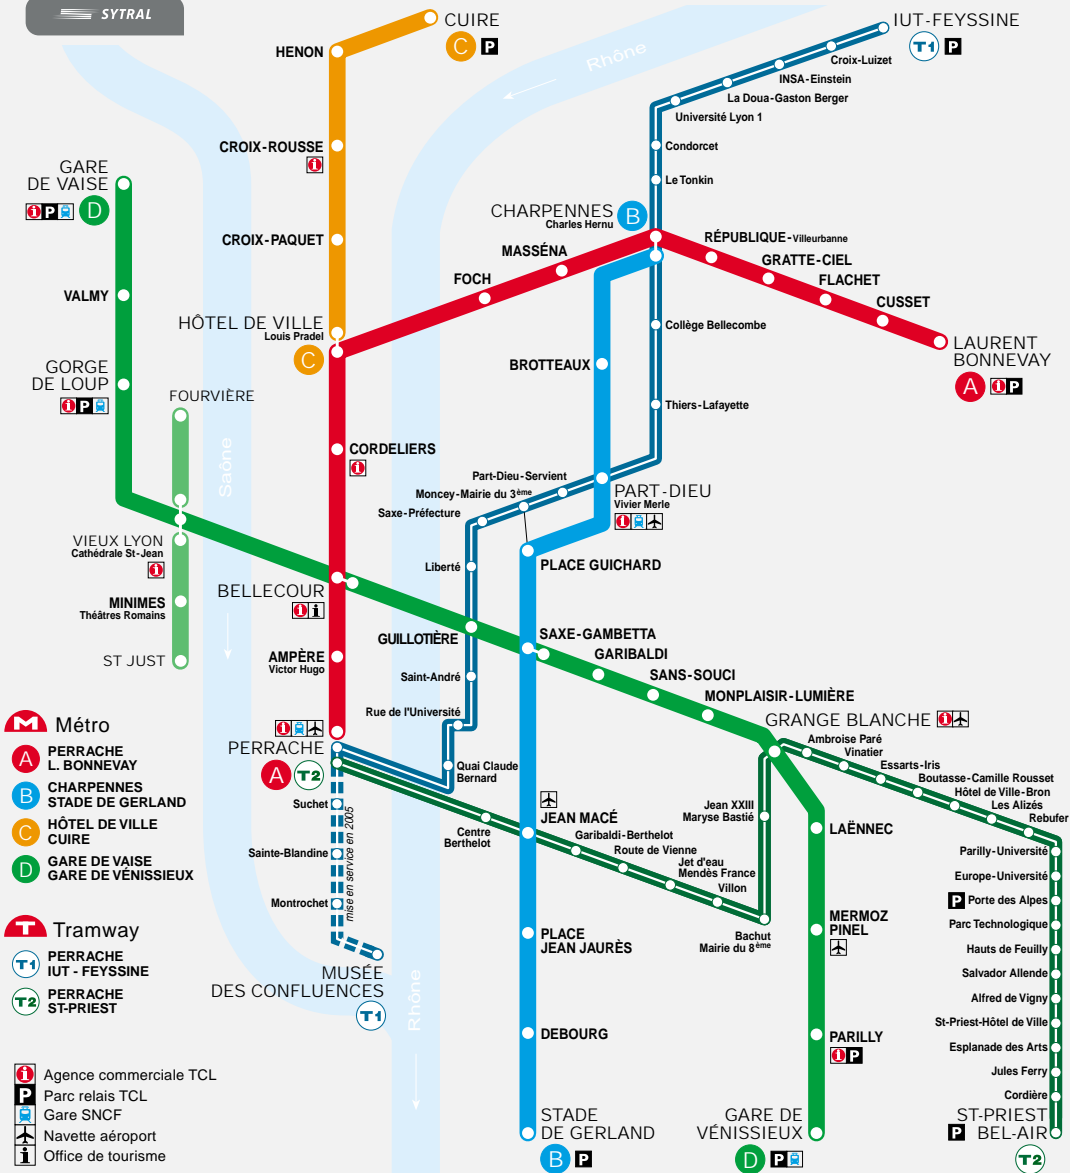 SYTRAL
CUIRE
C P
HENON
IUT-FEYSSINE
T1 P
Rhône
Croix-Luizet
INSA-Einstein
La Doua-Gaston Berger
Université Lyon 1
CROIX-ROUSSE
i
Condorcet
GARE
DE VAISE
i P D
Le Tonkin
CHARPENNES B
Charles Hernu
CROIX-PAQUET
RÉPUBLIQUE-Villeurbanne
MASSÉNA
GRATTE-CIEL
FOCH
FLACHET
VALMY
CUSSET
HÔTEL DE VILLE
Louis Pradel
C
Collège Bellecombe
LAURENT
BONNEVAY
A i P
GORGE
DE LOUP
i P
BROTTEAUX
FOURVIÈRE
Thiers-Lafayette
Saône
CORDELIERS
i
Part-Dieu-Servient
Moncey-Mairie du 3ème
Saxe-Préfecture
PART-DIEU
Vivier Merle
i
VIEUX LYON
Cathédrale St-Jean
i
Liberté
PLACE GUICHARD
BELLECOUR
i i
MINIMES
Théâtres Romains
GUILLOTIÈRE
SAXE-GAMBETTA
GARIBALDI
ST JUST
AMPÈRE
Victor Hugo
Saint-André
SANS-SOUCI
MONPLAISIR-LUMIÈRE
Rue de l'Université
GRANGE BLANCHE i
i
PERRACHE
A T2
Ambroise Paré
Vinatier
Essarts-Iris
Boutasse-Camille Rousset
Hôtel de Ville-Bron
Les Alizés
Rebufer
Quai Claude
Bernard
Suchet
Sainte-Blandine
Montrochet
mise en service en 2005
MUSÉE
DES CONFLUENCES
T1
Rhône
Centre
Berthelot
JEAN MACÉ
Garibaldi-Berthelot
Route de Vienne
Jet d'eau
Mendès France
Villon
Jean XXIII
Maryse Bastié
Bachut
Mairie du 8ème
LAËNNEC
MERMOZ
PINEL
PARILLY
i P
GARE DE
VÉNISSIEUX
D P
PLACE
JEAN JAURÈS
DEBOURG
STADE
DE GERLAND
B P
Parilly-Université
Europe-Université
P Porte des Alpes
Parc Technologique
Hauts de Feuilly
Salvador Allende
Alfred de Vigny
St-Priest-Hôtel de Ville
Esplanade des Arts
Jules Ferry
Cordière
ST-PRIEST
P BEL-AIR
T2
M Métro
A PERRACHE
L. BONNEVAY
B CHARPENNES
STADE DE GERLAND
C HÔTEL DE VILLE
CUIRE
D GARE DE VAISE
GARE DE VÉNISSIEUX
T Tramway
T1 PERRACHE
IUT - FEYSSINE
T2 PERRACHE
ST-PRIEST
i Agence commerciale TCL
P Parc relais TCL
Gare SNCF
Navette aéroport
i Office de tourisme